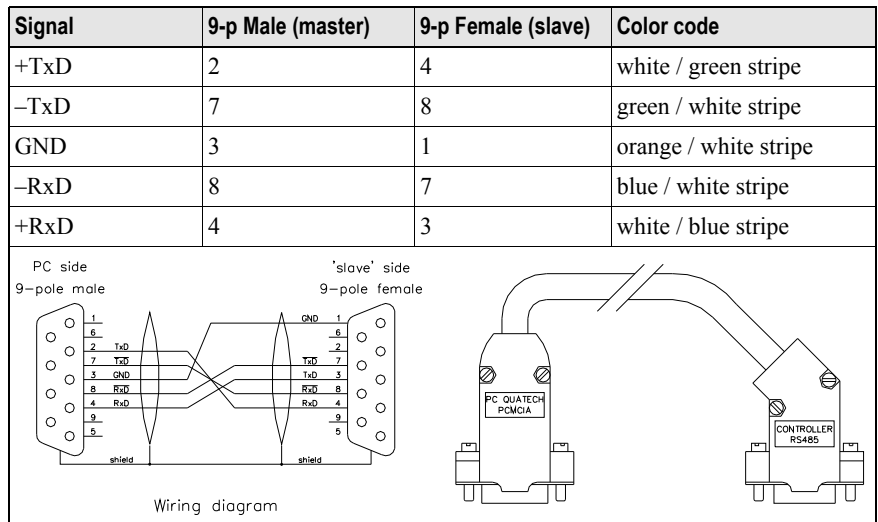 Signal 9-p Male (master) 9-p Female (slave) Color code
+TxD 2 4 white / green stripe
–TxD 7 8 green / white stripe
GND 3 1 orange / white stripe
–RxD 8 7 blue / white stripe
+RxD 4 3 white / blue stripe
PC side
9-pole male
'slave' side
9-pole female
1
6
2 TxD
7 TxD
3 GND
8 RxD
4 RxD
9
5
GND 1
6
2
TxD 7
TxD 3
RxD 8
RxD 4
9
5
shield
shield
Wiring diagram
PC QUATECH
PCMCIA
CONTROLLER
RS485